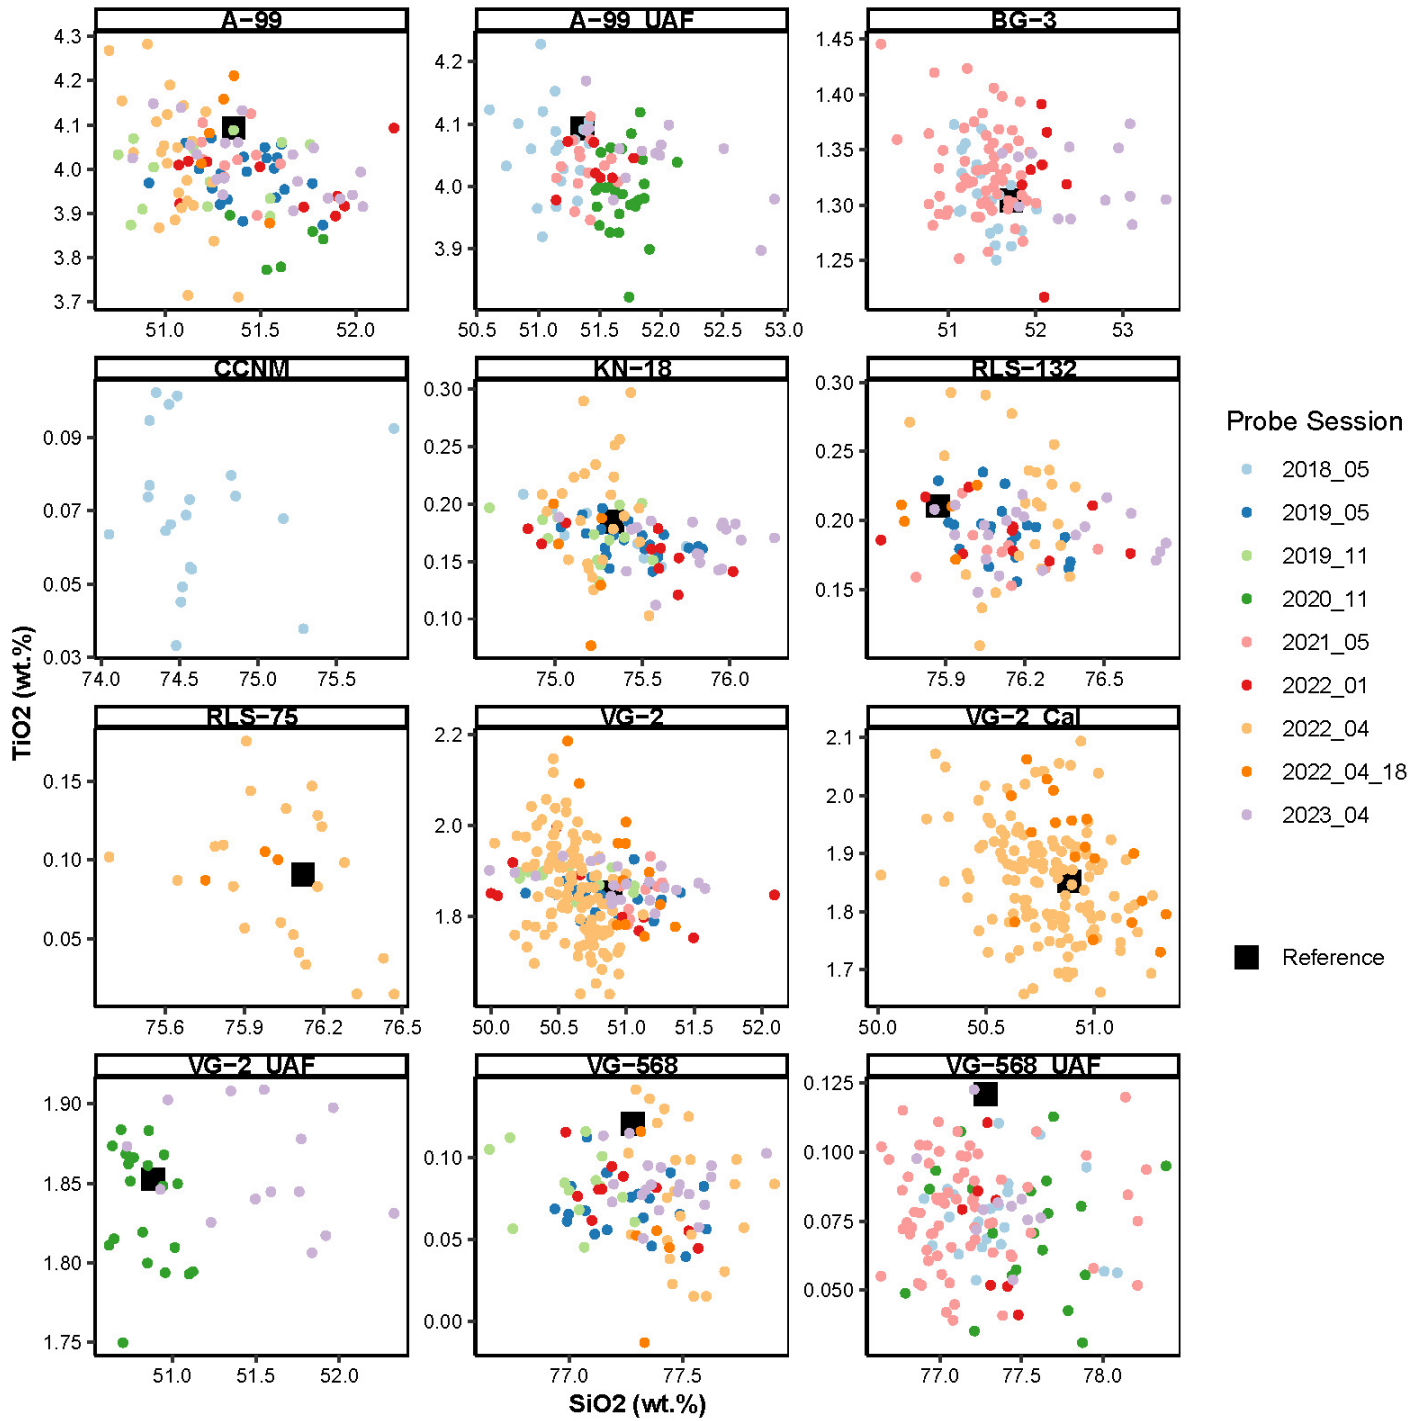 A−99
A−99_UAF
BG−3
4.3
4.2
4.1
4.0
3.9
3.8
3.7
51.0 51.5 52.0
4.2
4.1
4.0
3.9
50.5 51.0 51.5 52.0 52.5 53.0
1.45
1.40
1.35
1.30
1.25
51 52 53
CCNM
KN−18
RLS−132
0.09
0.07
0.05
0.03
74.0 74.5 75.0 75.5
0.30
0.25
0.20
0.15
0.10
75.0 75.5 76.0
0.30
0.25
0.20
0.15
75.9 76.2 76.5
RLS−75
VG−2
VG−2_Cal
0.15
0.10
0.05
75.6 75.9 76.2 76.5
2.2
2.0
1.8
50.0 50.5 51.0 51.5 52.0
2.1
2.0
1.9
1.8
1.7
50.0 50.5 51.0
VG−2_UAF
VG−568
VG−568_UAF
1.90
1.85
1.80
1.75
51.0 51.5 52.0
0.10
0.05
0.00
77.0 77.5
0.125
0.100
0.075
0.050
77.0 77.5 78.0
TiO2 (wt.%)
SiO2 (wt.%)
Probe Session
2018_05
2019_05
2019_11
2020_11
2021_05
2022_01
2022_04
2022_04_18
2023_04
Reference